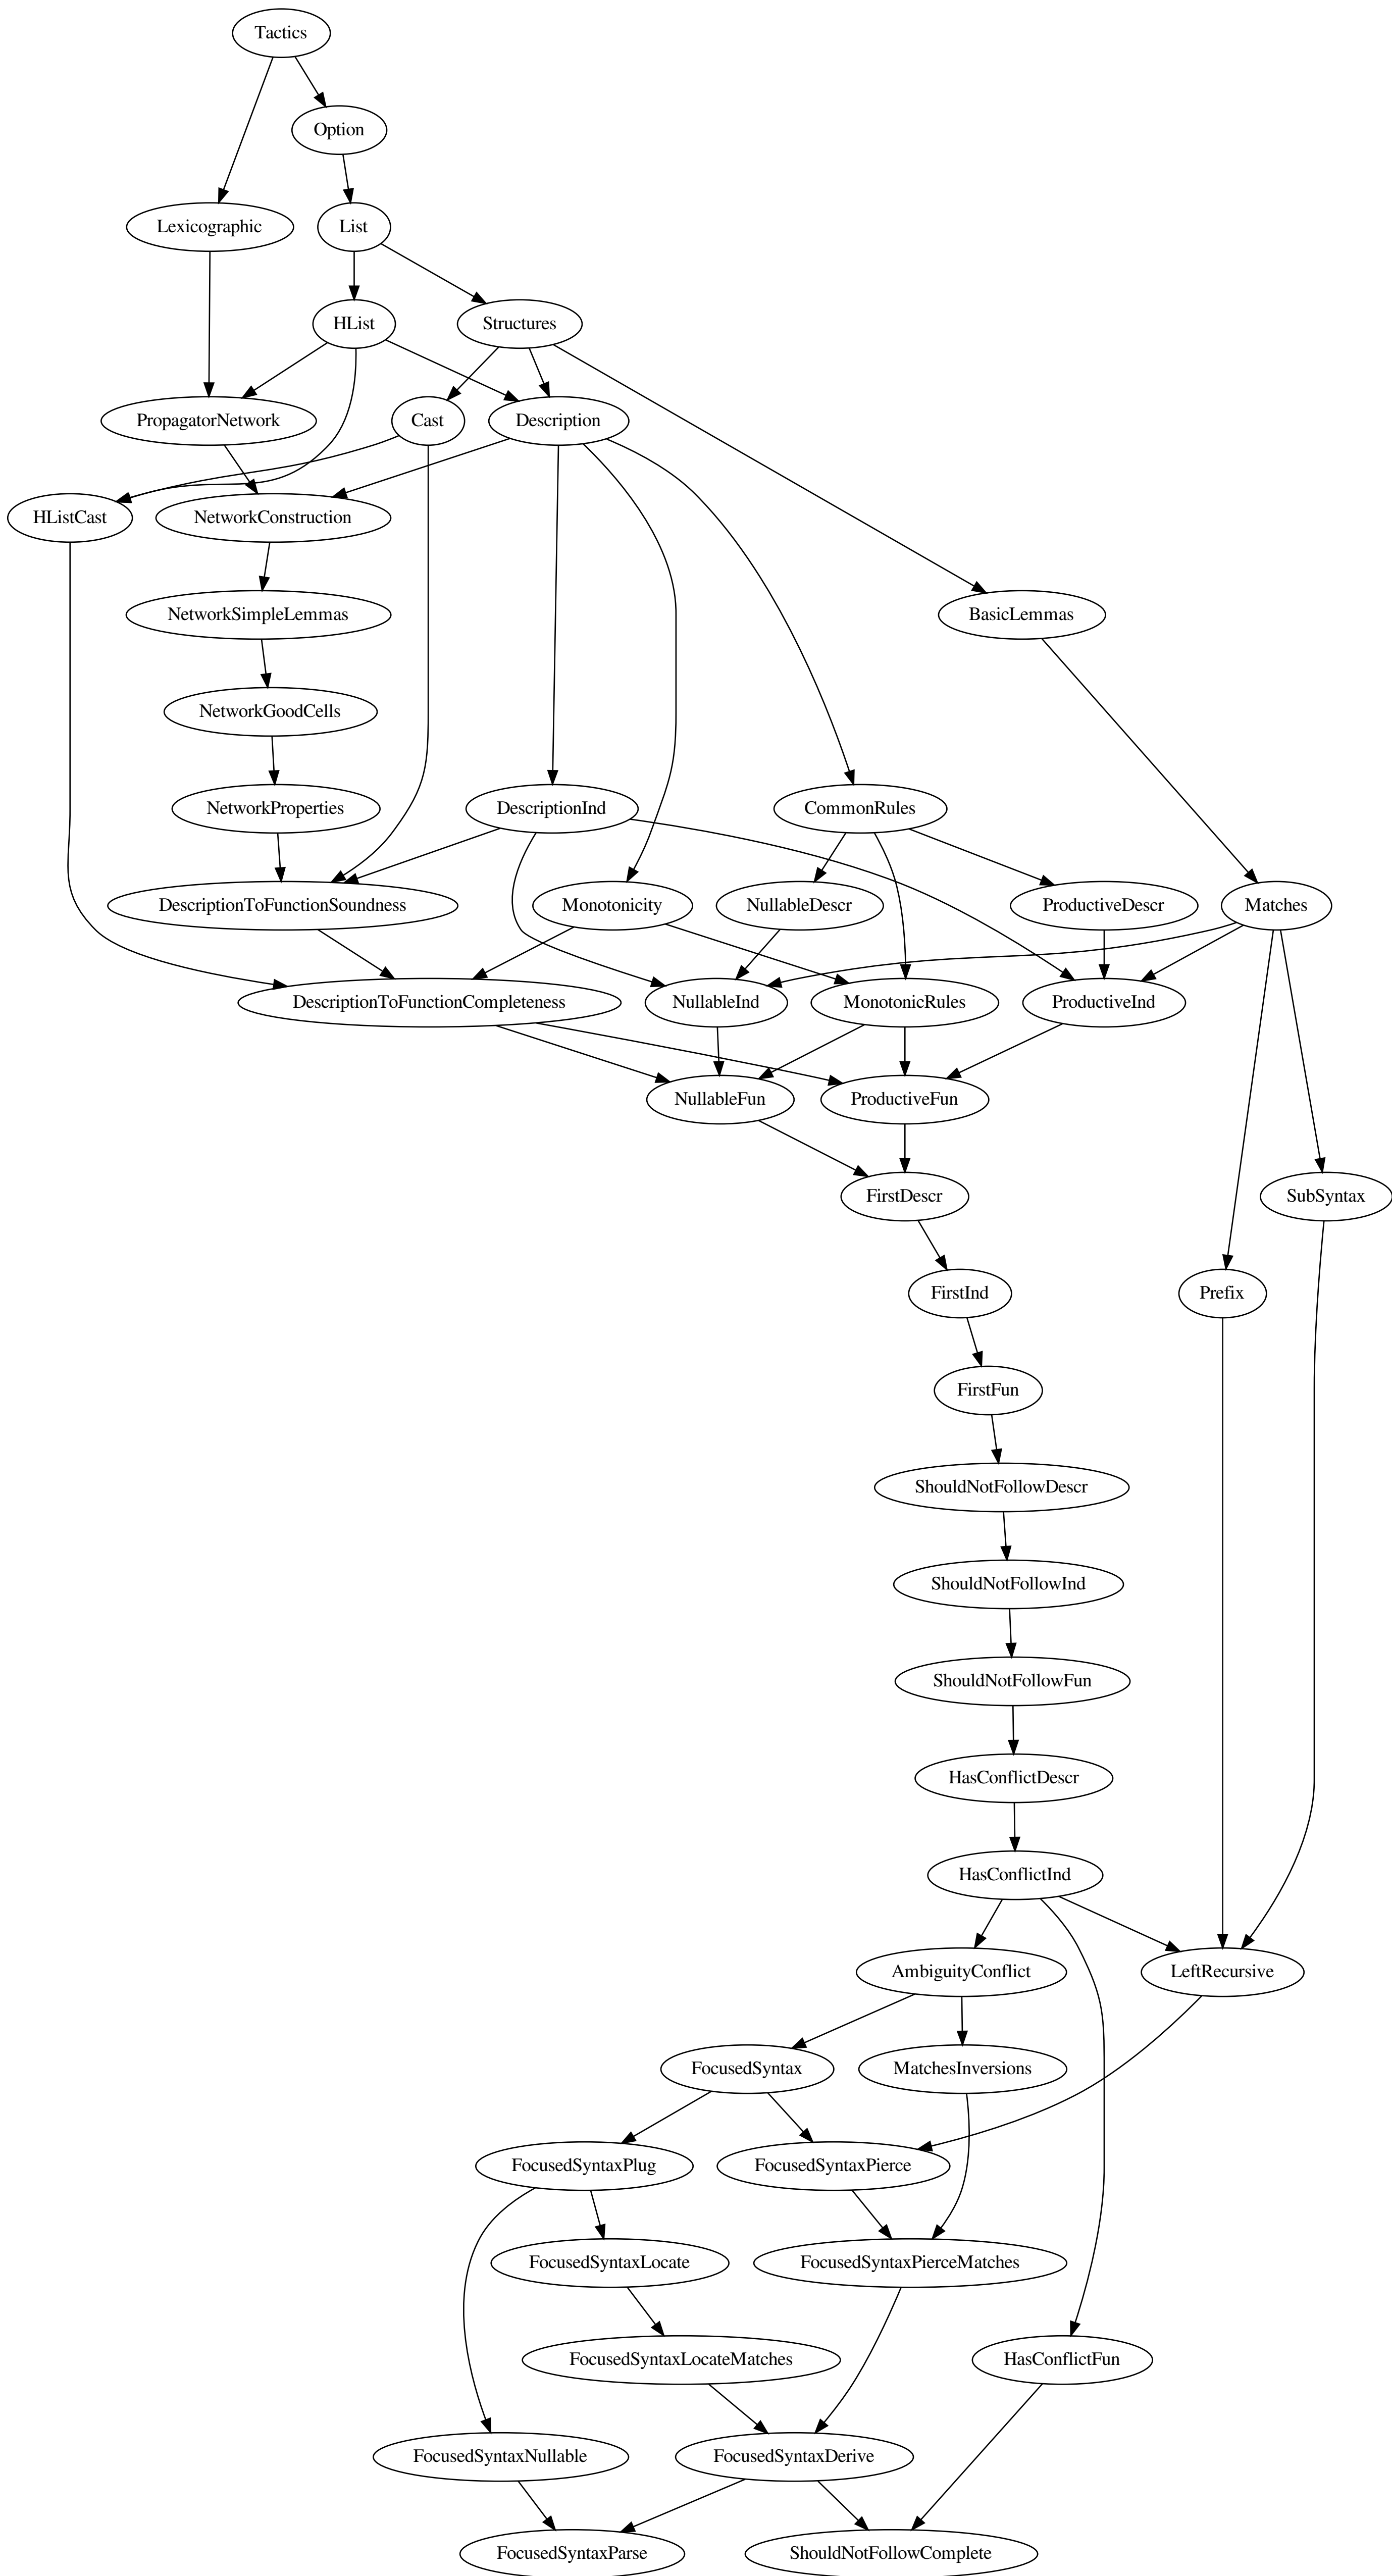 Tactics
Option
Lexicographic
List
HList
Structures
PropagatorNetwork
Cast
Description
HListCast
NetworkConstruction
NetworkSimpleLemmas
BasicLemmas
NetworkGoodCells
NetworkProperties
DescriptionInd
CommonRules
DescriptionToFunctionSoundness
Monotonicity
NullableDescr
ProductiveDescr
Matches
DescriptionToFunctionCompleteness
NullableInd
MonotonicRules
ProductiveInd
NullableFun
ProductiveFun
FirstDescr
SubSyntax
FirstInd
Prefix
FirstFun
ShouldNotFollowDescr
ShouldNotFollowInd
ShouldNotFollowFun
HasConflictDescr
HasConflictInd
AmbiguityConflict
LeftRecursive
FocusedSyntax
MatchesInversions
FocusedSyntaxPlug
FocusedSyntaxPierce
FocusedSyntaxLocate
FocusedSyntaxPierceMatches
FocusedSyntaxLocateMatches
HasConflictFun
FocusedSyntaxNullable
FocusedSyntaxDerive
FocusedSyntaxParse
ShouldNotFollowComplete